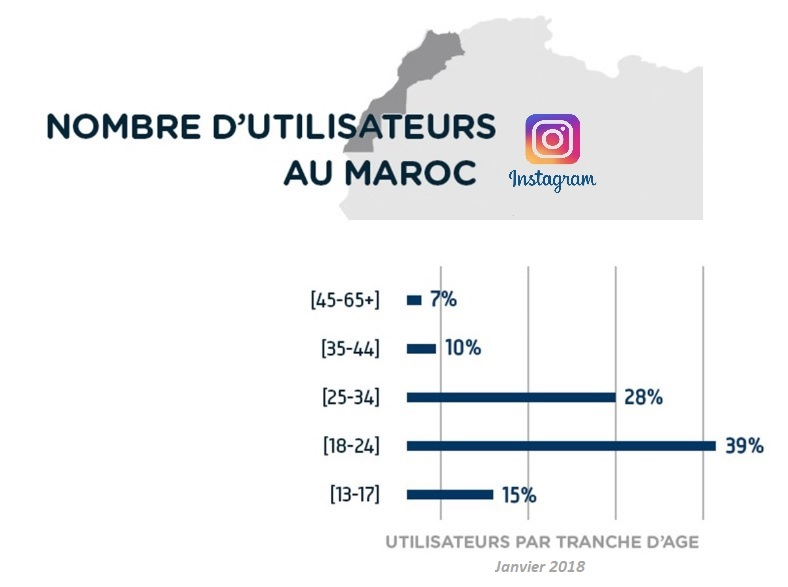 NOMBRE D'UTILISATEURS
AU MAROC
Instagram
[45-65+] 7%
[35-44] 10%
[25-34] 28%
[18-24] 39%
[13-17] 15%
UTILISATEURS PAR TRANCHE D'AGE
Janvier 2018